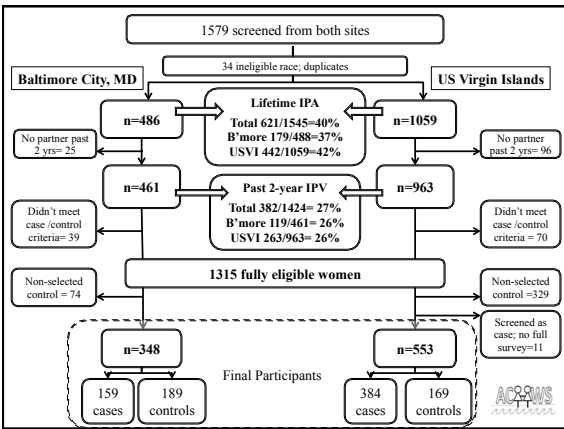 1579 screened from both sites
34 ineligible race; duplicates
Baltimore City, MD
US Virgin Islands
n=486
Lifetime IPA
Total 621/1545=40%
B'more 179/488=37%
USVI 442/1059=42%
n=1059
No partner past
2 yrs= 25
No partner
past 2 yrs= 96
n=461
Past 2-year IPV
Total 382/1424= 27%
B'more 119/461= 26%
USVI 263/963= 26%
n=963
Didn't meet
case /control
criteria= 39
Didn't meet
case /control
criteria= 70
1315 fully eligible women
Non-selected
control = 74
Non-selected
control =329
Screened as
case; no full
survey=11
n=348
n=553
Final Participants
159
cases
189
controls
384
cases
169
controls
ACAAWS